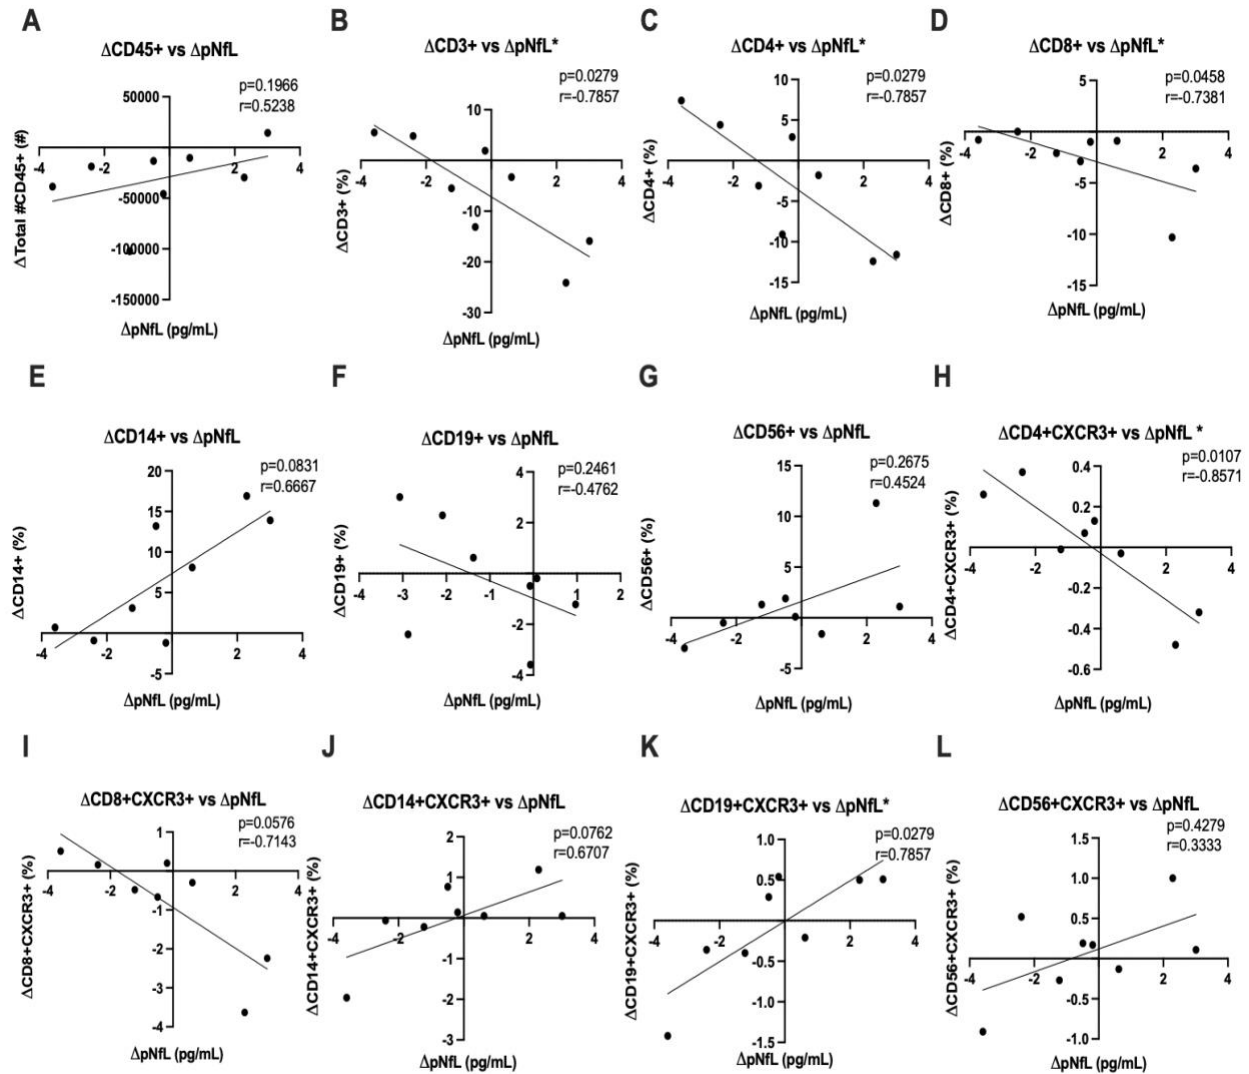 A
ΔCD45+ vs ΔpNfL
p=0.1966
r=0.5238
50000
-4
-2
2
4
-50000
-100000
-150000
ΔTotal #CD45+ (#)
ΔpNfL (pg/mL)
B
ΔCD3+ vs ΔpNfL*
p=0.0279
r=-0.7857
10
-4
-2
2
4
-10
-20
-30
ΔCD3+ (%)
ΔpNfL (pg/mL)
C
ΔCD4+ vs ΔpNfL*
p=0.0279
r=-0.7857
10
5
-4
-2
2
4
-5
-10
-15
ΔCD4+ (%)
ΔpNfL (pg/mL)
D
ΔCD8+ vs ΔpNfL*
p=0.0458
r=-0.7381
5
-4
-2
2
4
-5
-10
-15
ΔCD8+ (%)
ΔpNfL (pg/mL)
E
ΔCD14+ vs ΔpNfL
p=0.0831
r=0.6667
20
15
10
5
-4
-2
2
4
-5
ΔCD14+ (%)
ΔpNfL (pg/mL)
F
ΔCD19+ vs ΔpNfL
p=0.2461
r=-0.4762
4
2
-4
-3
-2
-1
1
2
-2
-4
ΔCD19+ (%)
ΔpNfL (pg/mL)
G
ΔCD56+ vs ΔpNfL
p=0.2675
r=0.4524
15
10
5
-4
-2
2
4
-5
ΔCD56+ (%)
ΔpNfL (pg/mL)
H
ΔCD4+CXCR3+ vs ΔpNfL *
p=0.0107
r=-0.8571
0.4
0.2
-4
-2
2
4
-0.2
-0.4
-0.6
ΔCD4+CXCR3+ (%)
ΔpNfL (pg/mL)
I
ΔCD8+CXCR3+ vs ΔpNfL
p=0.0576
r=-0.7143
1
-4
-2
2
4
-1
-2
-3
-4
ΔCD8+CXCR3+ (%)
ΔpNfL (pg/mL)
J
ΔCD14+CXCR3+ vs ΔpNfL
p=0.0762
r=0.6707
2
1
-2
2
4
-1
-2
-3
ΔCD14+CXCR3+ (%)
ΔpNfL (pg/mL)
K
ΔCD19+CXCR3+ vs ΔpNfL*
p=0.0279
r=0.7857
1.0
0.5
-4
-2
2
4
-0.5
-1.0
-1.5
ΔCD19+CXCR3+ (%)
ΔpNfL (pg/mL)
L
ΔCD56+CXCR3+ vs ΔpNfL
p=0.4279
r=0.3333
1.5
1.0
0.5
-4
-2
2
4
-0.5
-1.0
ΔCD56+CXCR3+ (%)
ΔpNfL (pg/mL)